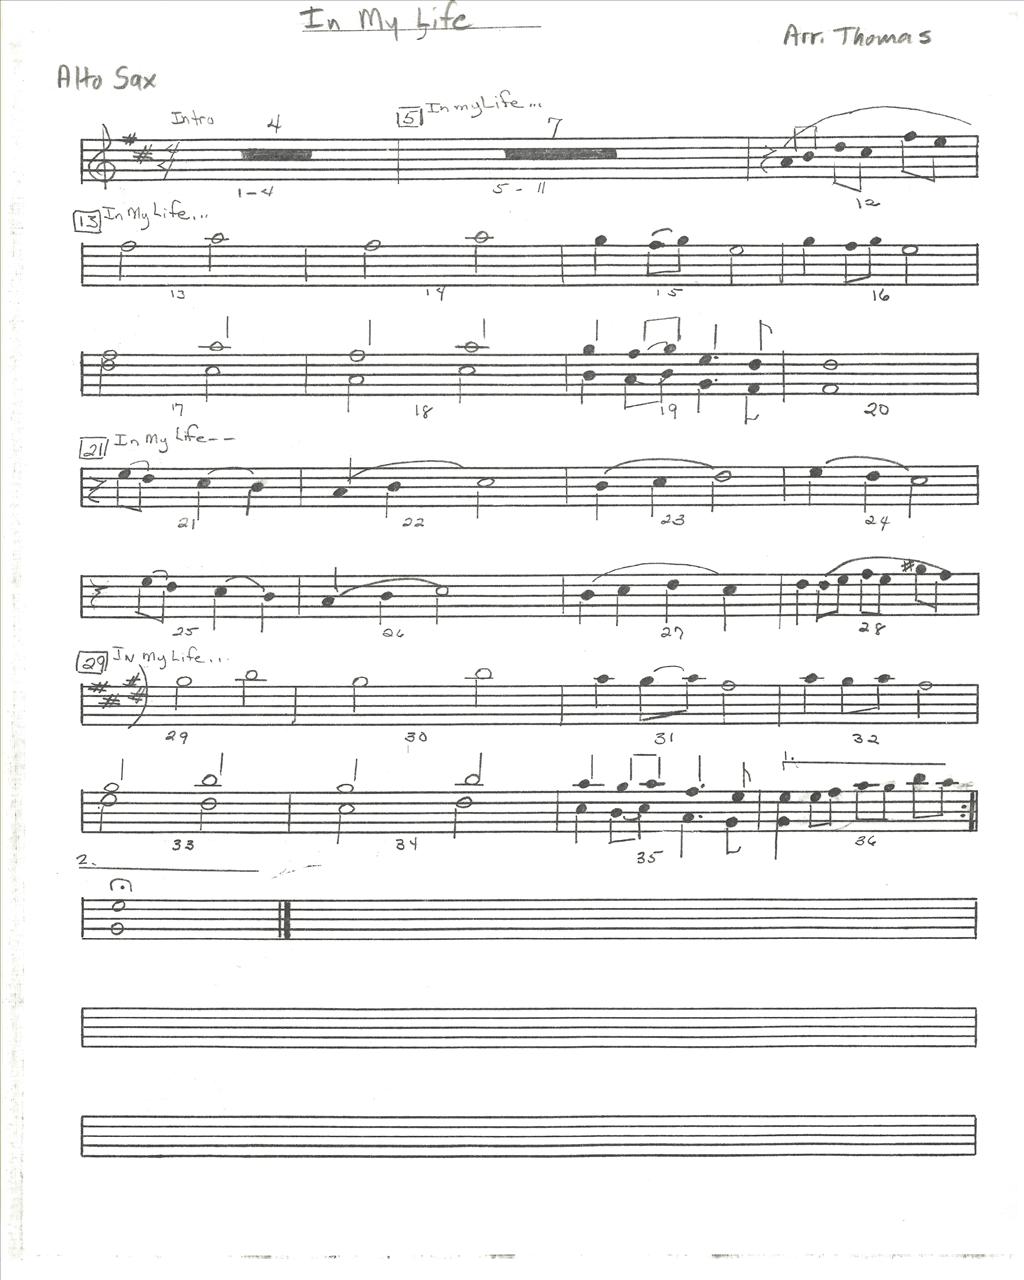 In My Life
Arr. Thomas
Alto Sax
Intro 4 5 In my Life... 7
1-4 5 - 11 12
13 In My Life...
13 14 15 16
17 18 19 20
21 In My Life--
21 22 23 24
25 26 27 28
29 In my Life...
29 30 31 32
1.
33 34 35 36
2.